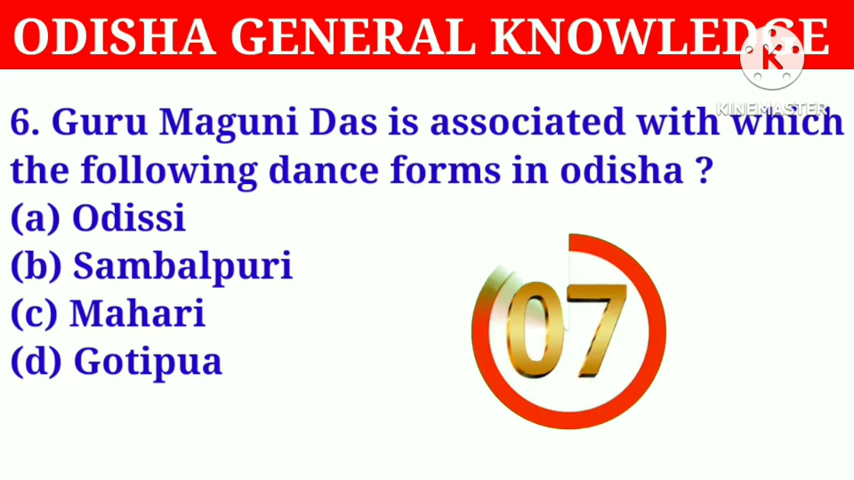 ODISHA GENERAL KNOWLEDGE
K
KINEMASTER
6. Guru Maguni Das is associated with which
the following dance forms in odisha ?
(a) Odissi
(b) Sambalpuri
(c) Mahari
(d) Gotipua
07